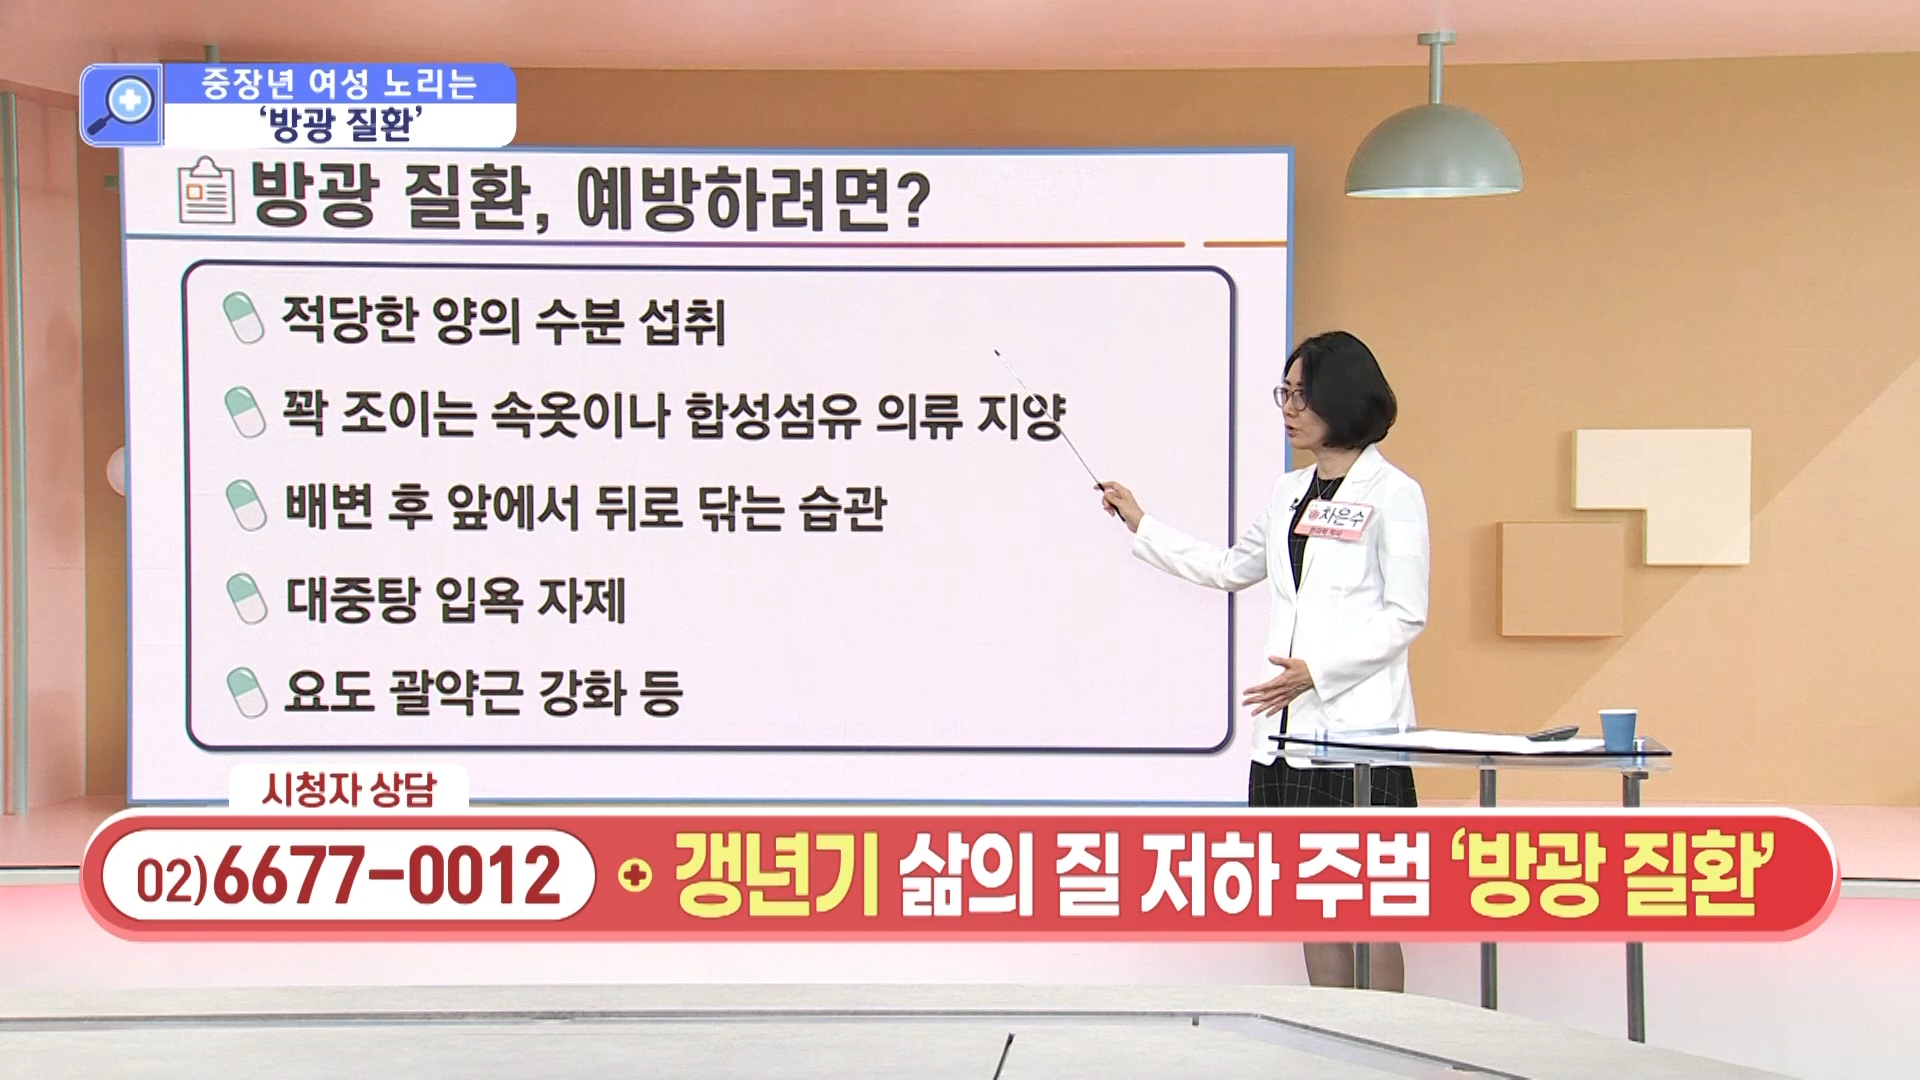 중장년 여성 노리는
‘방광 질환’
방광 질환, 예방하려면?
적당한 양의 수분 섭취
꽉 조이는 속옷이나 합성섬유 의류 지양
배변 후 앞에서 뒤로 닦는 습관
대중탕 입욕 자제
요도 괄약근 강화 등
차은수
시청자 상담
02)6677-0012
갱년기 삶의 질 저하 주범 ‘방광 질환’